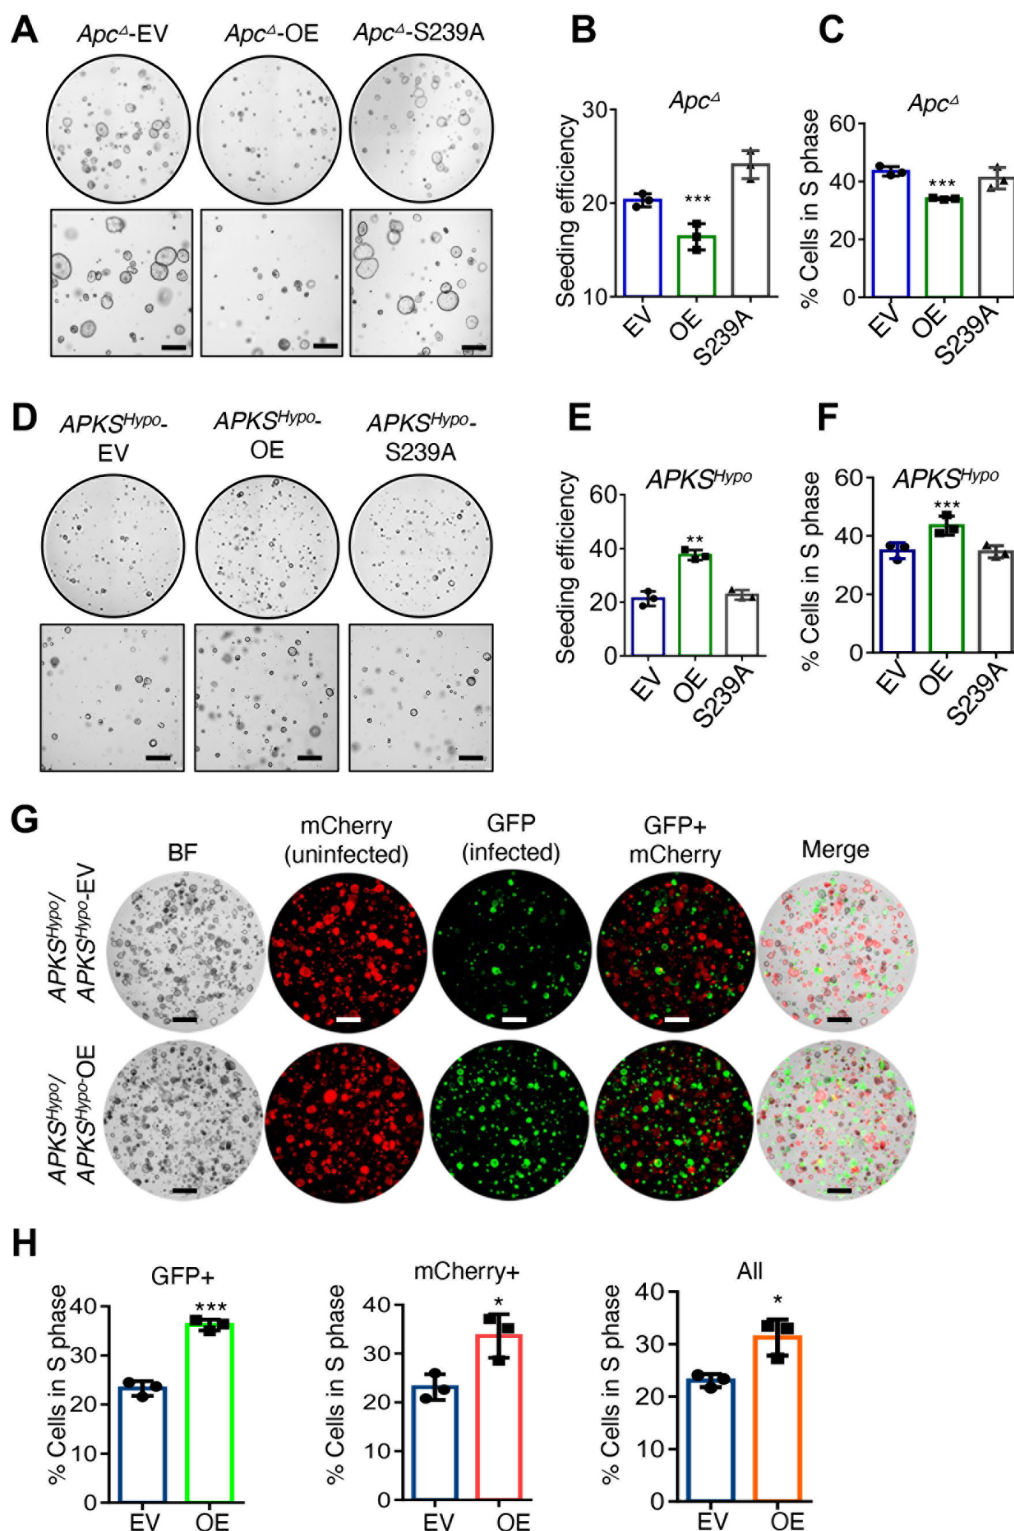 A
Apc^Δ-EV
Apc^Δ-OE
Apc^Δ-S239A
B
Apc^Δ
Seeding efficiency
30
20
10
***
EV
OE
S239A
C
Apc^Δ
% Cells in S phase
60
40
20
0
***
EV
OE
S239A
D
APKS^Hypo-
EV
APKS^Hypo-
OE
APKS^Hypo-
S239A
E
APKS^Hypo
Seeding efficiency
60
40
20
0
**
EV
OE
S239A
F
APKS^Hypo
% Cells in S phase
60
40
20
0
***
EV
OE
S239A
G
BF
mCherry
(uninfected)
GFP
(infected)
GFP+
mCherry
Merge
APKS^Hypo/
APKS^Hypo-EV
APKS^Hypo/
APKS^Hypo-OE
H
GFP+
% Cells in S phase
40
30
20
10
0
***
EV
OE
mCherry+
% Cells in S phase
40
30
20
10
0
*
EV
OE
All
% Cells in S phase
40
30
20
10
0
*
EV
OE